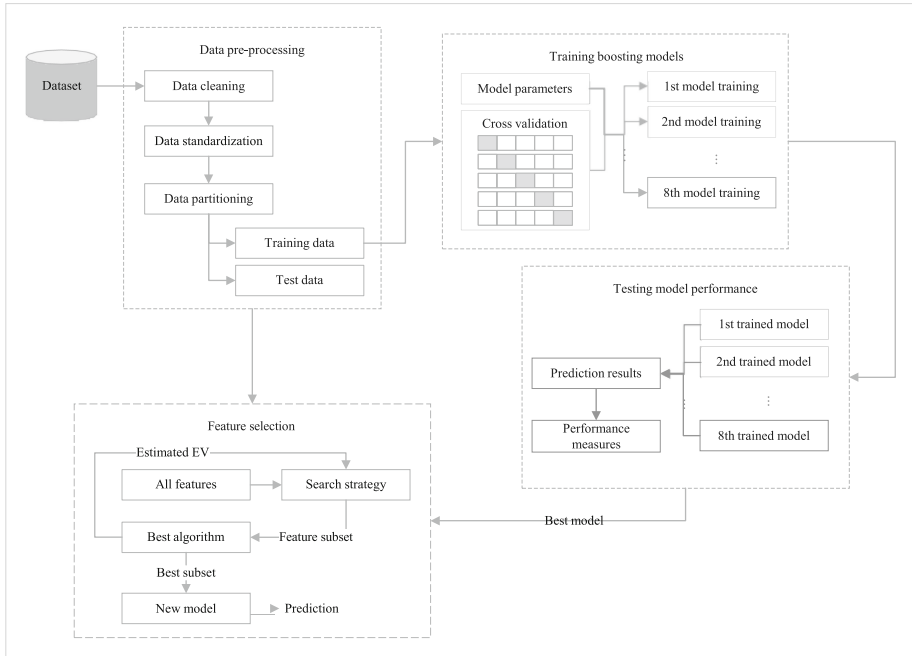 Data pre-processing
Dataset
Data cleaning
Data standardization
Data partitioning
Training data
Test data
Training boosting models
Model parameters
Cross validation
1st model training
2nd model training
...
8th model training
Testing model performance
1st trained model
2nd trained model
...
8th trained model
Prediction results
Performance
measures
Best model
Feature selection
Estimated EV
All features
Search strategy
Best algorithm
Feature subset
Best subset
New model
Prediction